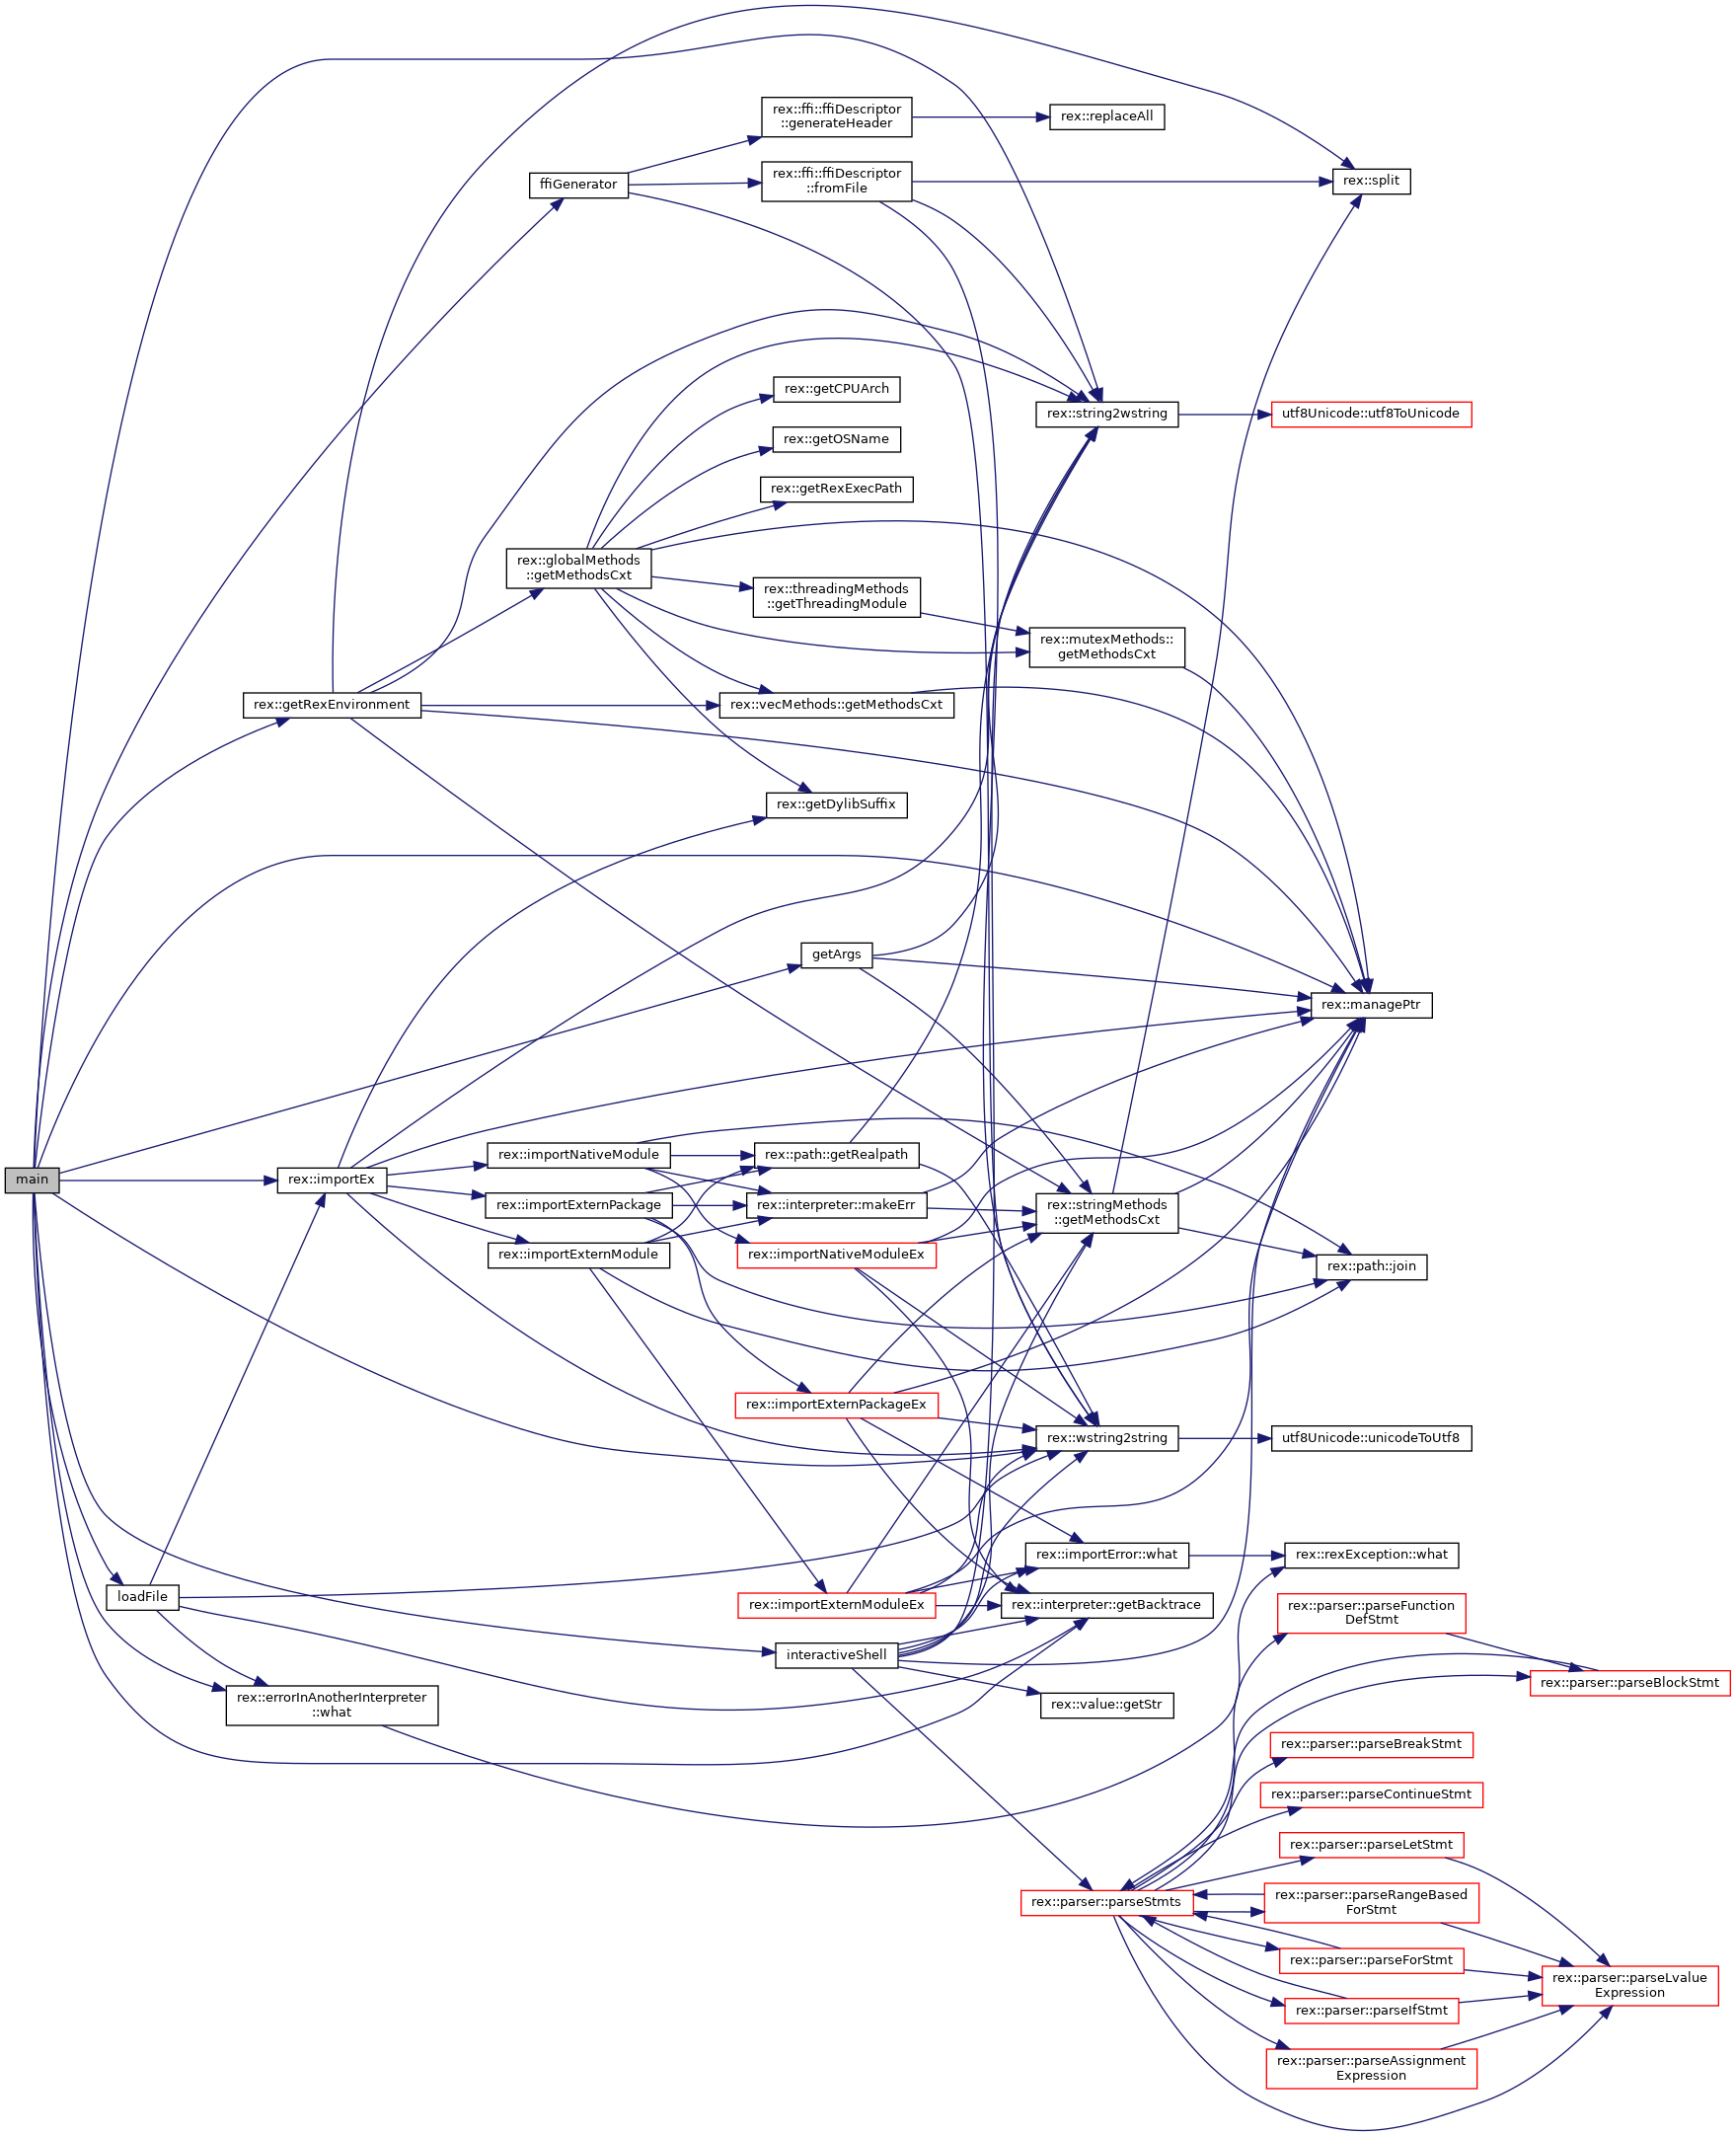 rex::ffi::ffiDescriptor
::generateHeader
rex::replaceAll
ffiGenerator
rex::ffi::ffiDescriptor
::fromFile
rex::split
rex::getCPUArch
rex::string2wstring
utf8Unicode::utf8ToUnicode
rex::getOSName
rex::getRexExecPath
rex::globalMethods
::getMethodsCxt
rex::threadingMethods
::getThreadingModule
rex::mutexMethods::
getMethodsCxt
rex::getRexEnvironment
rex::vecMethods::getMethodsCxt
rex::getDylibSuffix
getArgs
rex::managePtr
main
rex::importEx
rex::importNativeModule
rex::path::getRealpath
rex::importExternPackage
rex::interpreter::makeErr
rex::stringMethods
::getMethodsCxt
rex::importExternModule
rex::importNativeModuleEx
rex::path::join
rex::importExternPackageEx
rex::wstring2string
utf8Unicode::unicodeToUtf8
rex::importError::what
rex::rexException::what
loadFile
rex::importExternModuleEx
rex::interpreter::getBacktrace
rex::parser::parseFunction
DefStmt
interactiveShell
rex::parser::parseBlockStmt
rex::errorInAnotherInterpreter
::what
rex::value::getStr
rex::parser::parseBreakStmt
rex::parser::parseContinueStmt
rex::parser::parseLetStmt
rex::parser::parseStmts
rex::parser::parseRangeBased
ForStmt
rex::parser::parseForStmt
rex::parser::parseLvalue
Expression
rex::parser::parseIfStmt
rex::parser::parseAssignment
Expression